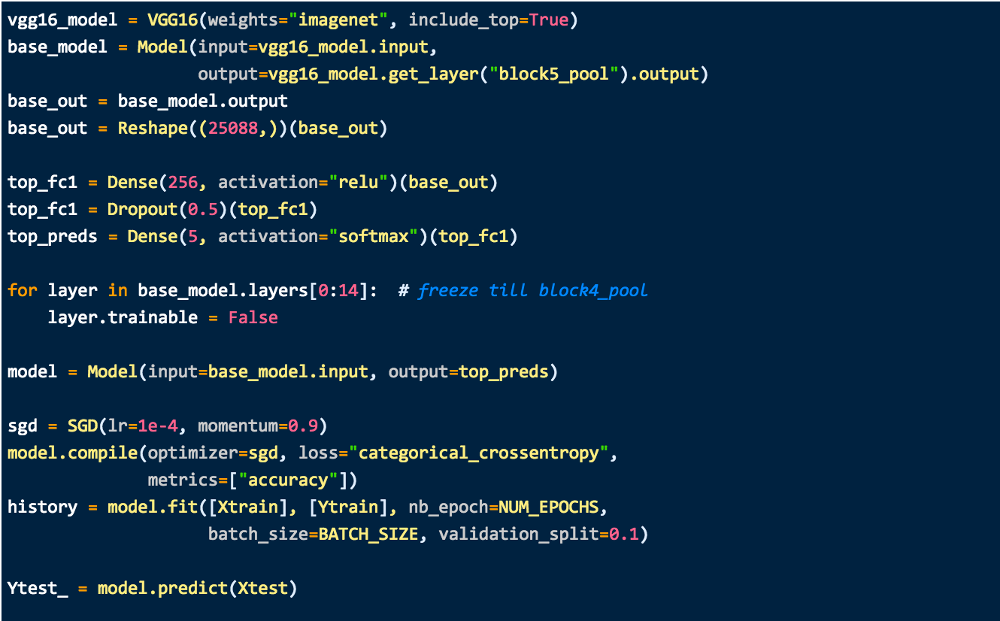 vgg16_model = VGG16(weights="imagenet", include_top=True)
base_model = Model(input=vgg16_model.input,
                   output=vgg16_model.get_layer("block5_pool").output)
base_out = base_model.output
base_out = Reshape((25088,))(base_out)

top_fc1 = Dense(256, activation="relu")(base_out)
top_fc1 = Dropout(0.5)(top_fc1)
top_preds = Dense(5, activation="softmax")(top_fc1)

for layer in base_model.layers[0:14]:  # freeze till block4_pool
    layer.trainable = False

model = Model(input=base_model.input, output=top_preds)

sgd = SGD(lr=1e-4, momentum=0.9)
model.compile(optimizer=sgd, loss="categorical_crossentropy",
              metrics=["accuracy"])
history = model.fit([Xtrain], [Ytrain], nb_epoch=NUM_EPOCHS,
                    batch_size=BATCH_SIZE, validation_split=0.1)

Ytest_ = model.predict(Xtest)